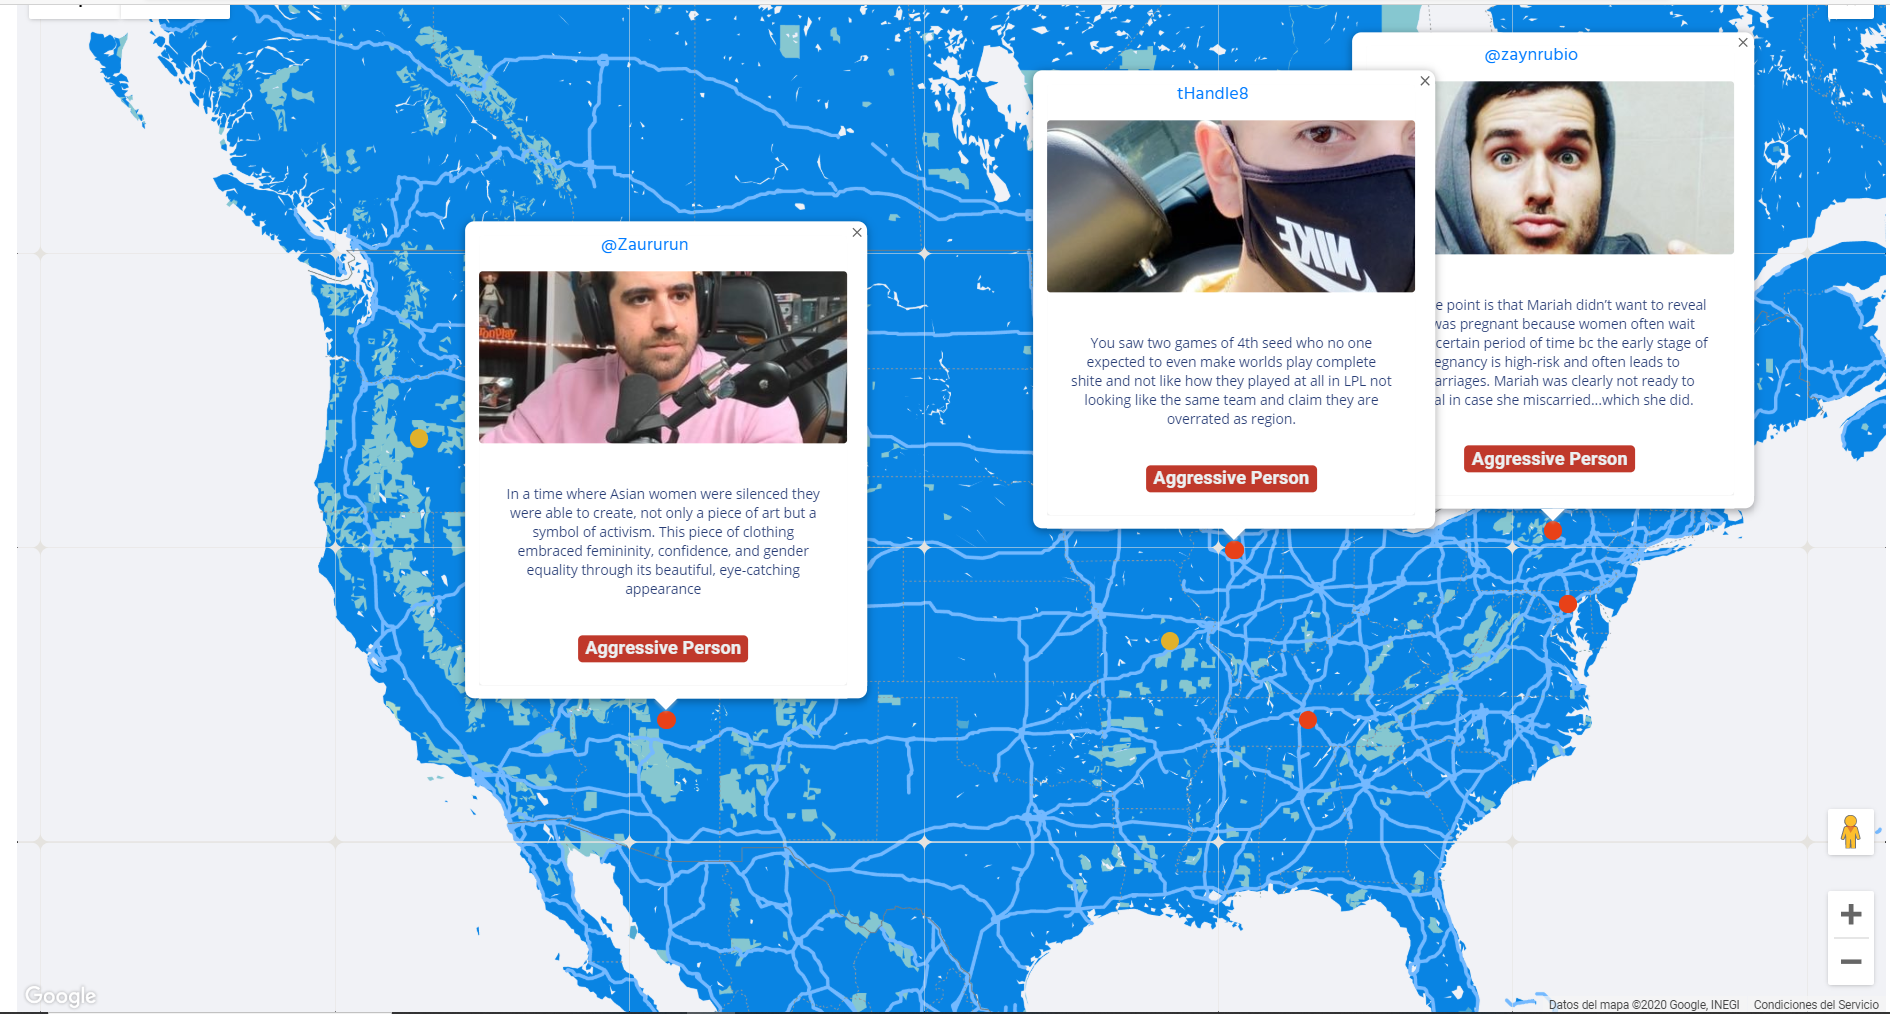 @zaynrubio
tHandle8
NIKE
@Zaururun
e point is that Mariah didn't want to reveal
was pregnant because women often wait
certain period of time bc the early stage of
egnancy is high-risk and often leads to
arriages. Mariah was clearly not ready to
al in case she miscarried...which she did.
Aggressive Person
You saw two games of 4th seed who no one
expected to even make worlds play complete
shite and not like how they played at all in LPL not
looking like the same team and claim they are
overrated as region.
Aggressive Person
In a time where Asian women were silenced they
were able to create, not only a piece of art but a
symbol of activism. This piece of clothing
embraced femininity, confidence, and gender
equality through its beautiful, eye-catching
appearance
Aggressive Person
Google
Datos del mapa ©2020 Google, INEGI Condiciones del Servicio